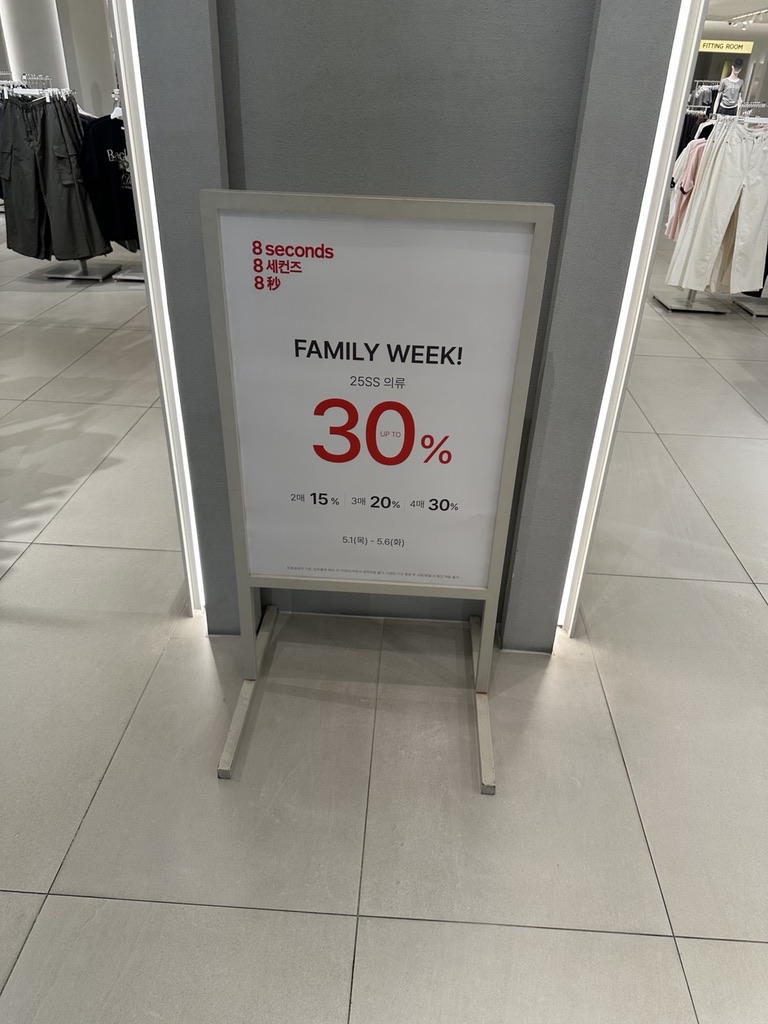 FITTING ROOM
8 seconds
8 세컨즈
8 秒
FAMILY WEEK!
25SS 의류
UP TO
30%
2매 15% 3매 20% 4매 30%
5.1(목) - 5.6(화)